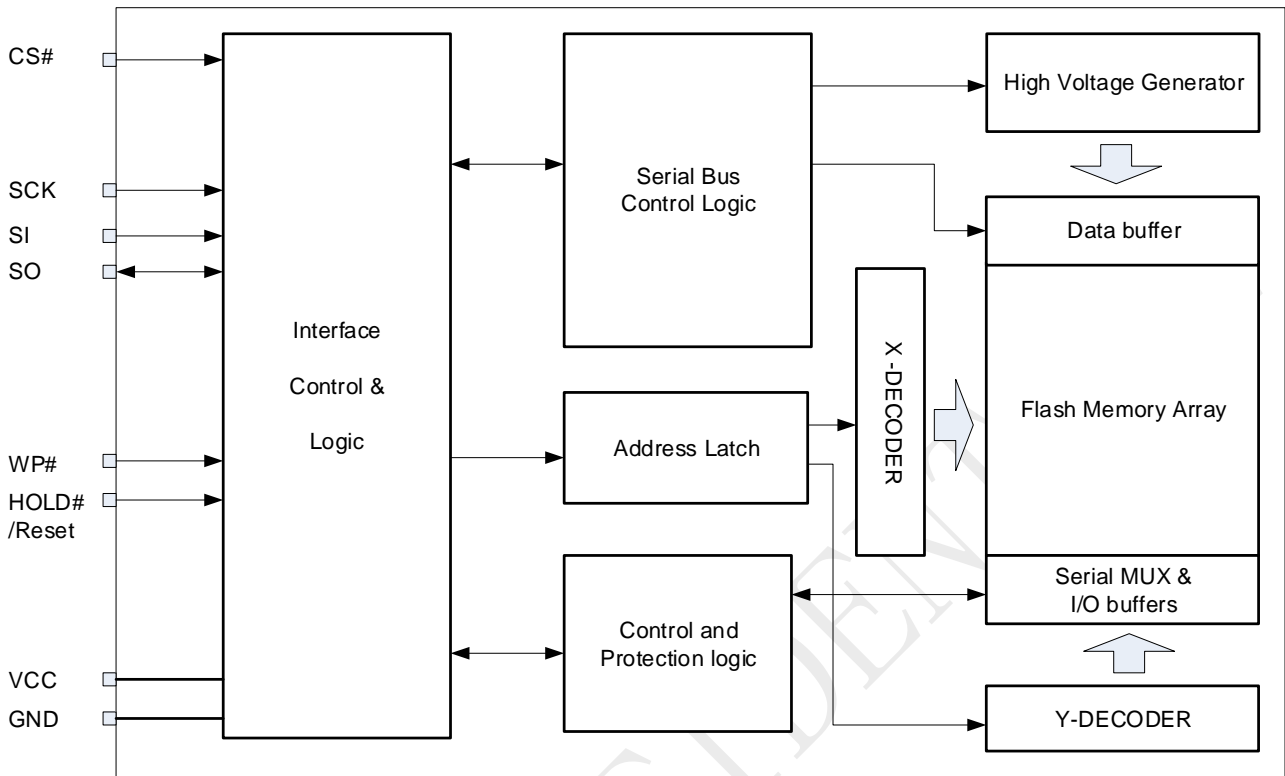 CS#
SCK
SI
SO
WP#
HOLD#
/Reset
VCC
GND
Interface
Control &
Logic
Serial Bus
Control Logic
Address Latch
Control and
Protection logic
X-DECODER
High Voltage Generator
Data buffer
Flash Memory Array
Serial MUX &
I/O buffers
Y-DECODER